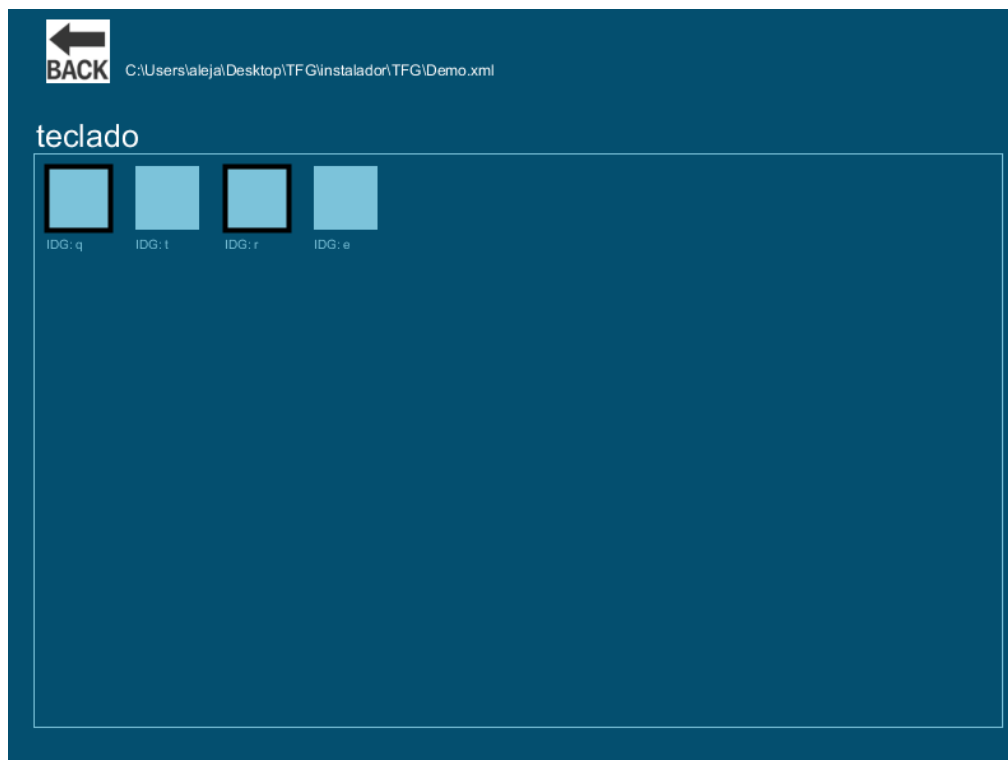 BACK
C:\Users\aleja\Desktop\TFG\instalador\TFG\Demo.xml
teclado
IDG: q
IDG: t
IDG: r
IDG: e